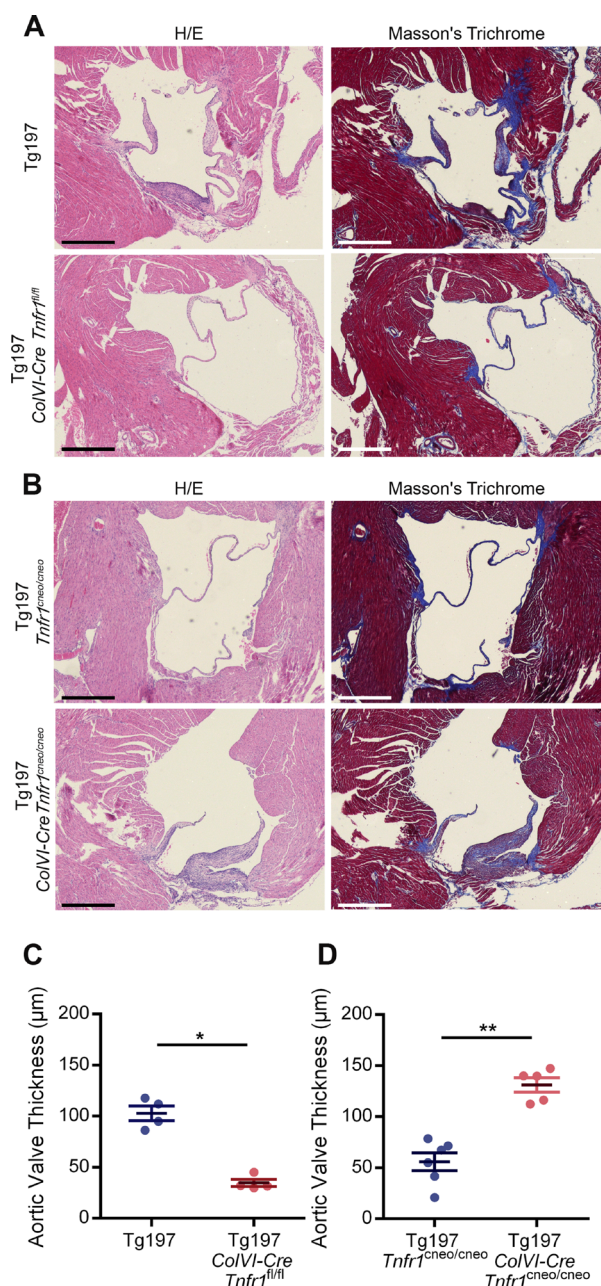 A
H/E
Masson's Trichrome
Tg197
Tg197
ColVI-Cre Tnfr1fl/fl
B
H/E
Masson's Trichrome
Tg197
Tnfr1cneo/cneo
Tg197
ColVI-Cre Tnfr1cneo/cneo
C
Aortic Valve Thickness (µm)
200
150
100
50
0
*
Tg197
Tg197
ColVI-Cre
Tnfr1fl/fl
D
Aortic Valve Thickness (µm)
200
150
100
50
0
**
Tg197
Tnfr1cneo/cneo
Tg197
ColVI-Cre
Tnfr1cneo/cneo